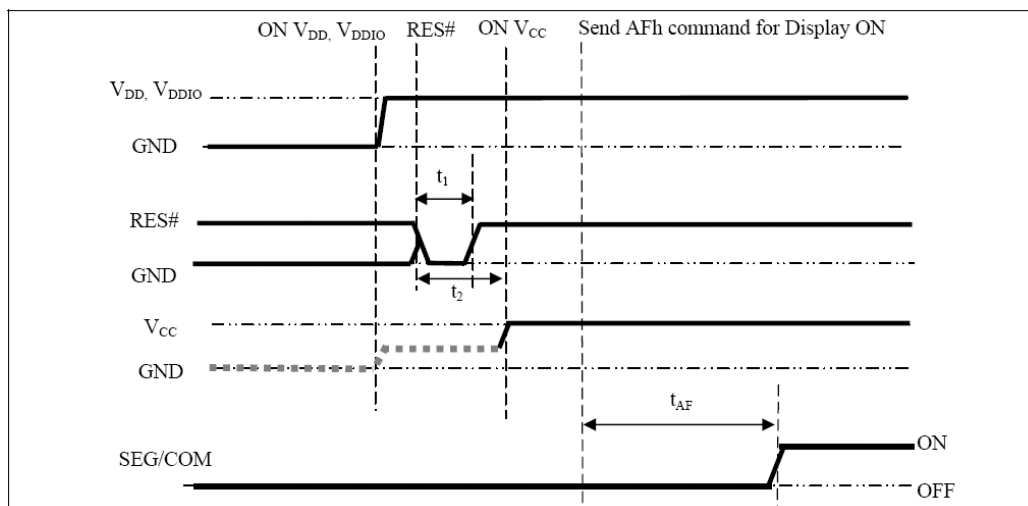 ON VDD, VDDIO RES# ON VCC Send AFh command for Display ON
VDD, VDDIO
GND
t1
RES#
GND
t2
VCC
GND
tAF
ON
SEG/COM
OFF